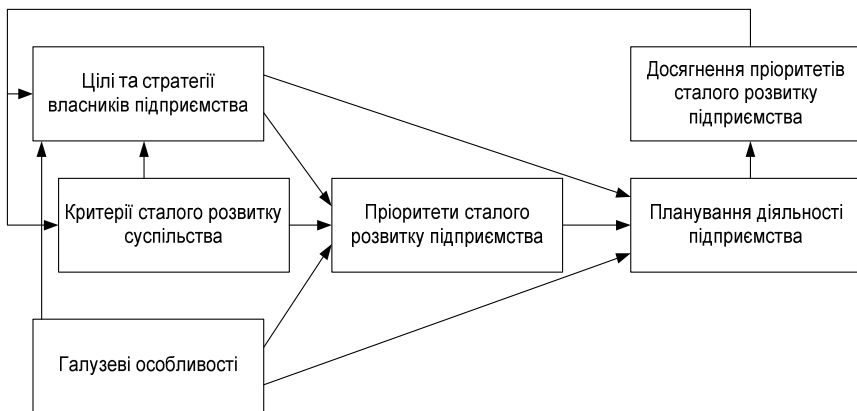 Цілі та стратегії
власників підприємства
Досягнення пріоритетів
сталого розвитку
підприємства
Критерії сталого розвитку
суспільства
Пріоритети сталого
розвитку підприємства
Планування діяльності
підприємства
Галузеві особливості